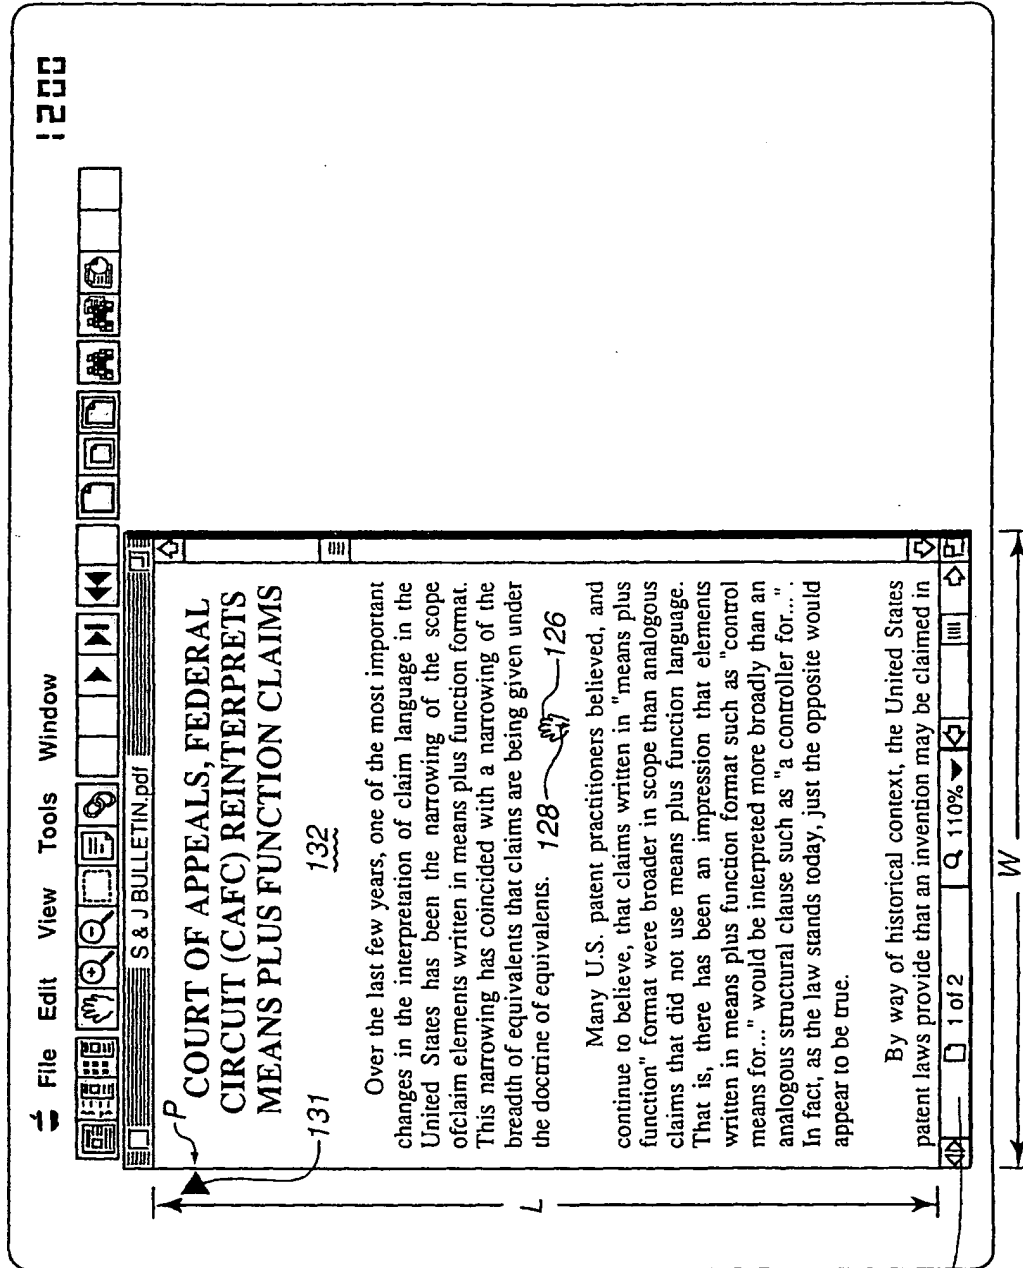 File Edit View Tools Window
1200
S & J BULLETIN.pdf
P
COURT OF APPEALS, FEDERAL
CIRCUIT (CAFC) REINTERPRETS
MEANS PLUS FUNCTION CLAIMS
131
132
Over the last few years, one of the most important
changes in the interpretation of claim language in the
United States has been the narrowing of the scope
ofclaim elements written in means plus function format.
This narrowing has coincided with a narrowing of the
breadth of equivalents that claims are being given under
the doctrine of equivalents. 128 126
Many U.S. patent practitioners believed, and
continue to believe, that claims written in "means plus
function" format were broader in scope than analogous
claims that did not use means plus function language.
That is, there has been an impression that elements
written in means plus function format such as "control
means for..." would be interpreted more broadly than an
analogous structural clause such as "a controller for...".
In fact, as the law stands today, just the opposite would
appear to be true.
By way of historical context, the United States
patent laws provide that an invention may be claimed in
1 of 2 110%
L
W